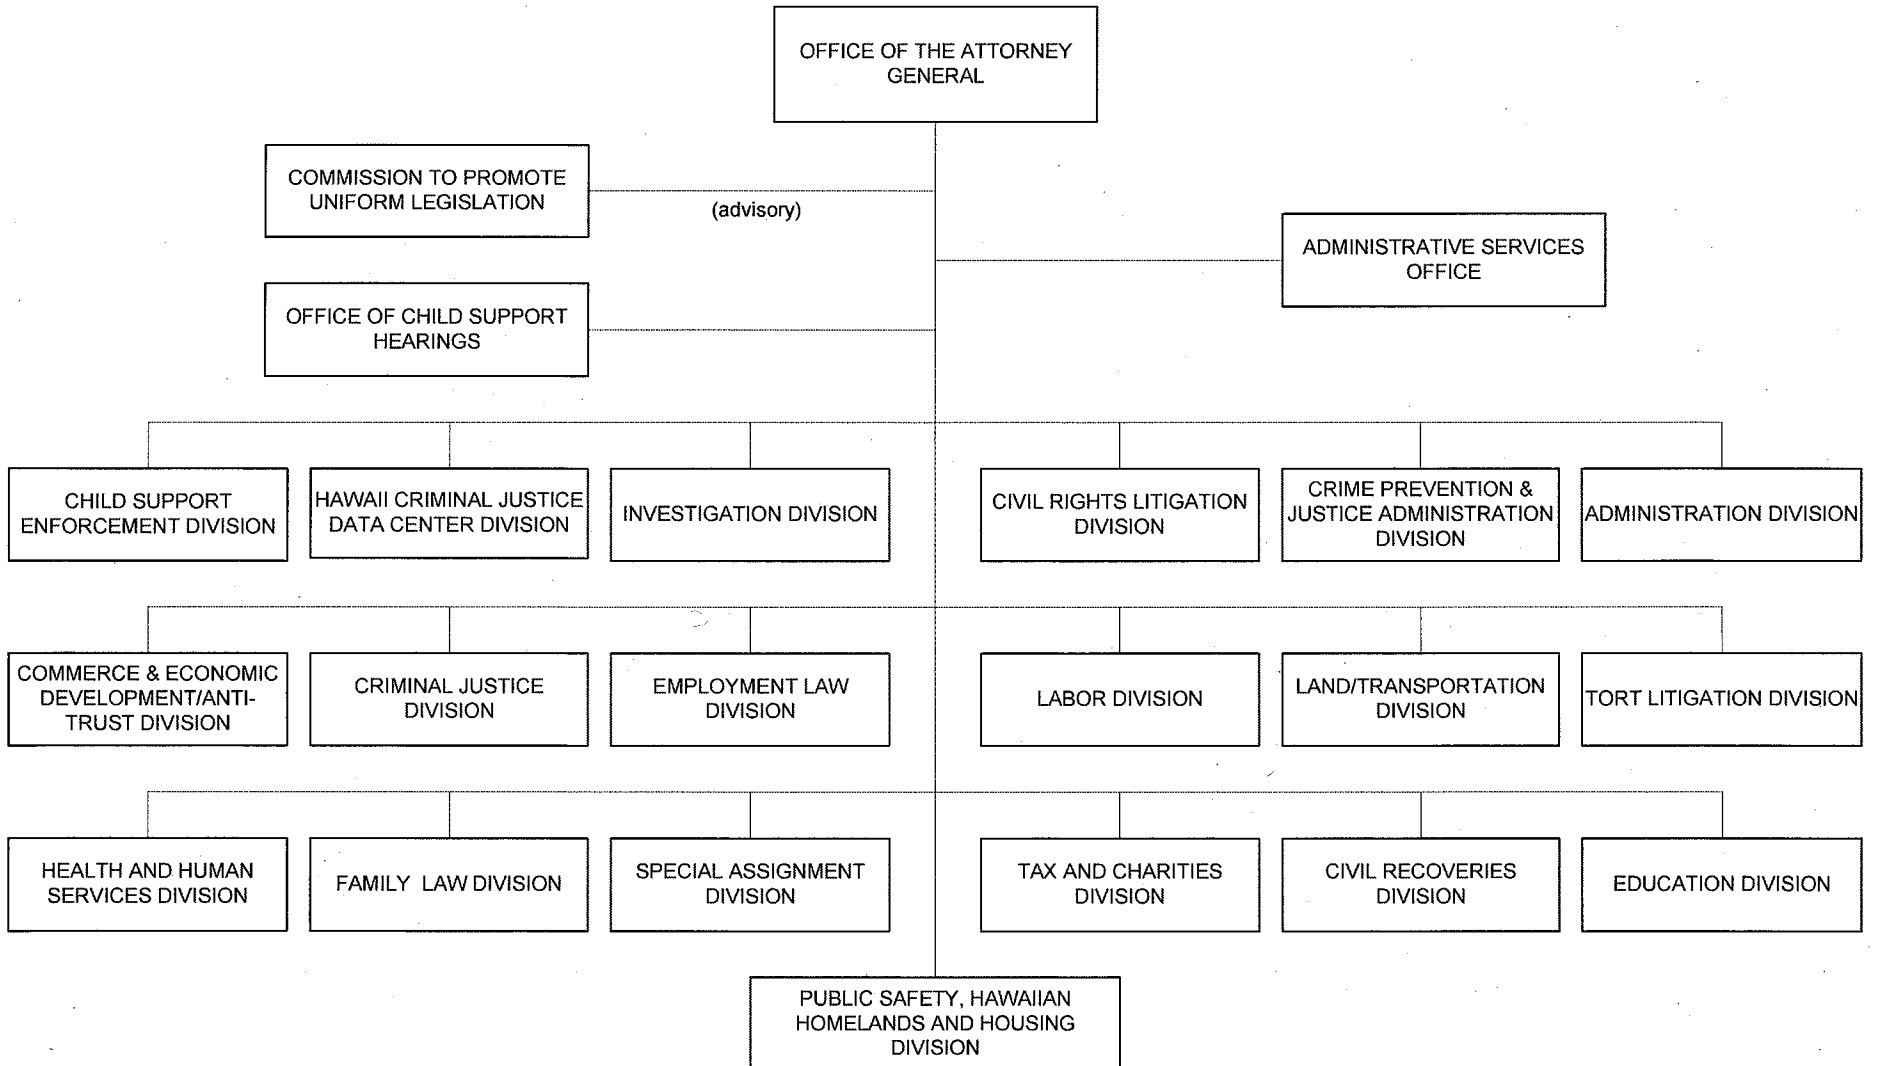 OFFICE OF THE ATTORNEY
GENERAL
COMMISSION TO PROMOTE
UNIFORM LEGISLATION
(advisory)
ADMINISTRATIVE SERVICES
OFFICE
OFFICE OF CHILD SUPPORT
HEARINGS
CHILD SUPPORT
ENFORCEMENT DIVISION
HAWAII CRIMINAL JUSTICE
DATA CENTER DIVISION
INVESTIGATION DIVISION
CIVIL RIGHTS LITIGATION
DIVISION
CRIME PREVENTION &
JUSTICE ADMINISTRATION
DIVISION
ADMINISTRATION DIVISION
COMMERCE & ECONOMIC
DEVELOPMENT/ANTI-
TRUST DIVISION
CRIMINAL JUSTICE
DIVISION
EMPLOYMENT LAW
DIVISION
LABOR DIVISION
LAND/TRANSPORTATION
DIVISION
TORT LITIGATION DIVISION
HEALTH AND HUMAN
SERVICES DIVISION
FAMILY LAW DIVISION
SPECIAL ASSIGNMENT
DIVISION
TAX AND CHARITIES
DIVISION
CIVIL RECOVERIES
DIVISION
EDUCATION DIVISION
PUBLIC SAFETY, HAWAIIAN
HOMELANDS AND HOUSING
DIVISION